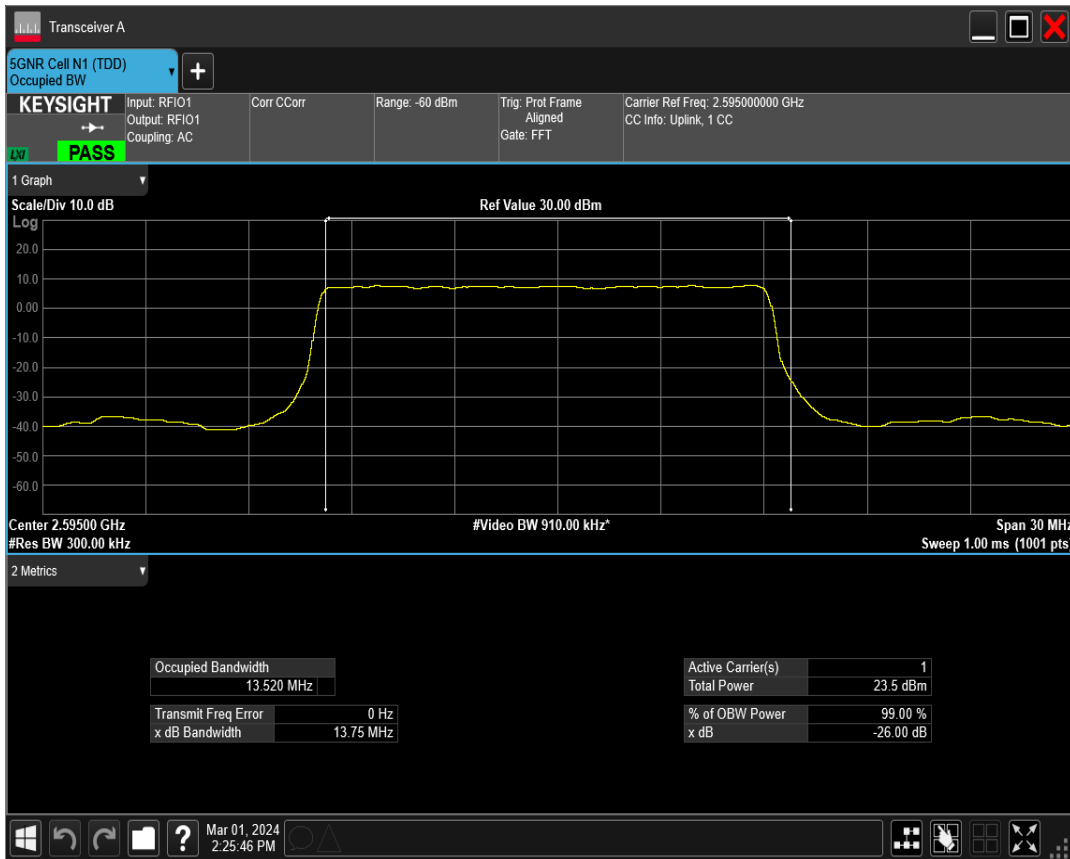 Transceiver A
5GNR Cell N1 (TDD)
Occupied BW
KEYSIGHT
LXI
PASS
Input: RFIO1
Output: RFIO1
Coupling: AC
Corr CCorr
Range: -60 dBm
Trig: Prot Frame
Aligned
Gate: FFT
Carrier Ref Freq: 2.595000000 GHz
CC Info: Uplink, 1 CC
1 Graph
Scale/Div 10.0 dB
Ref Value 30.00 dBm
Log
20.0
10.0
0.00
-10.0
-20.0
-30.0
-40.0
-50.0
-60.0
Center 2.59500 GHz
#Video BW 910.00 kHz*
Span 30 MHz
#Res BW 300.00 kHz
Sweep 1.00 ms (1001 pts)
2 Metrics
Occupied Bandwidth
13.520 MHz
Transmit Freq Error 0 Hz
x dB Bandwidth 13.75 MHz
Active Carrier(s) 1
Total Power 23.5 dBm
% of OBW Power 99.00 %
x dB -26.00 dB
?
Mar 01, 2024
2:25:46 PM